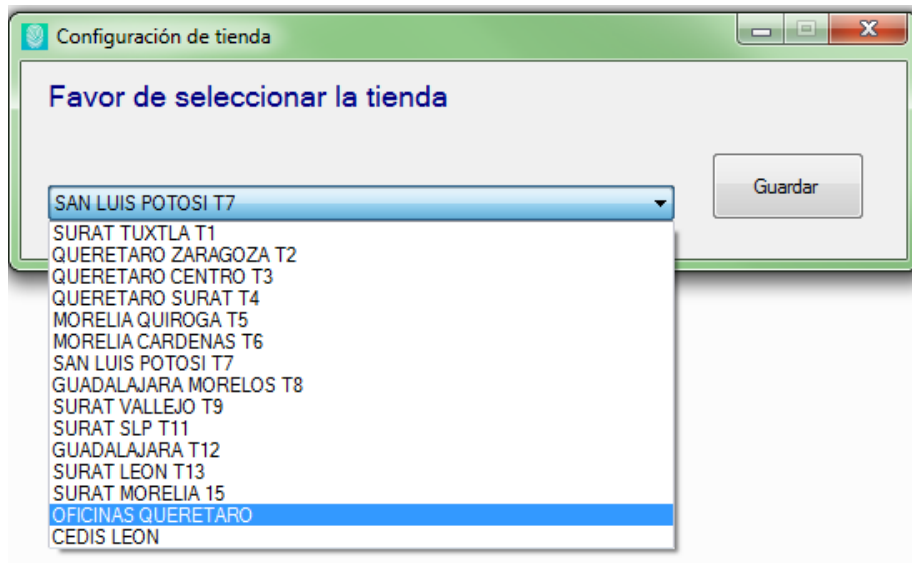 Configuración de tienda
Favor de seleccionar la tienda
Guardar
SAN LUIS POTOSI T7
SURAT TUXTLA T1
QUERETARO ZARAGOZA T2
QUERETARO CENTRO T3
QUERETARO SURAT T4
MORELIA QUIROGA T5
MORELIA CARDENAS T6
SAN LUIS POTOSI T7
GUADALAJARA MORELOS T8
SURAT VALLEJO T9
SURAT SLP T11
GUADALAJARA T12
SURAT LEON T13
SURAT MORELIA 15
OFICINAS QUERETARO
CEDIS LEON